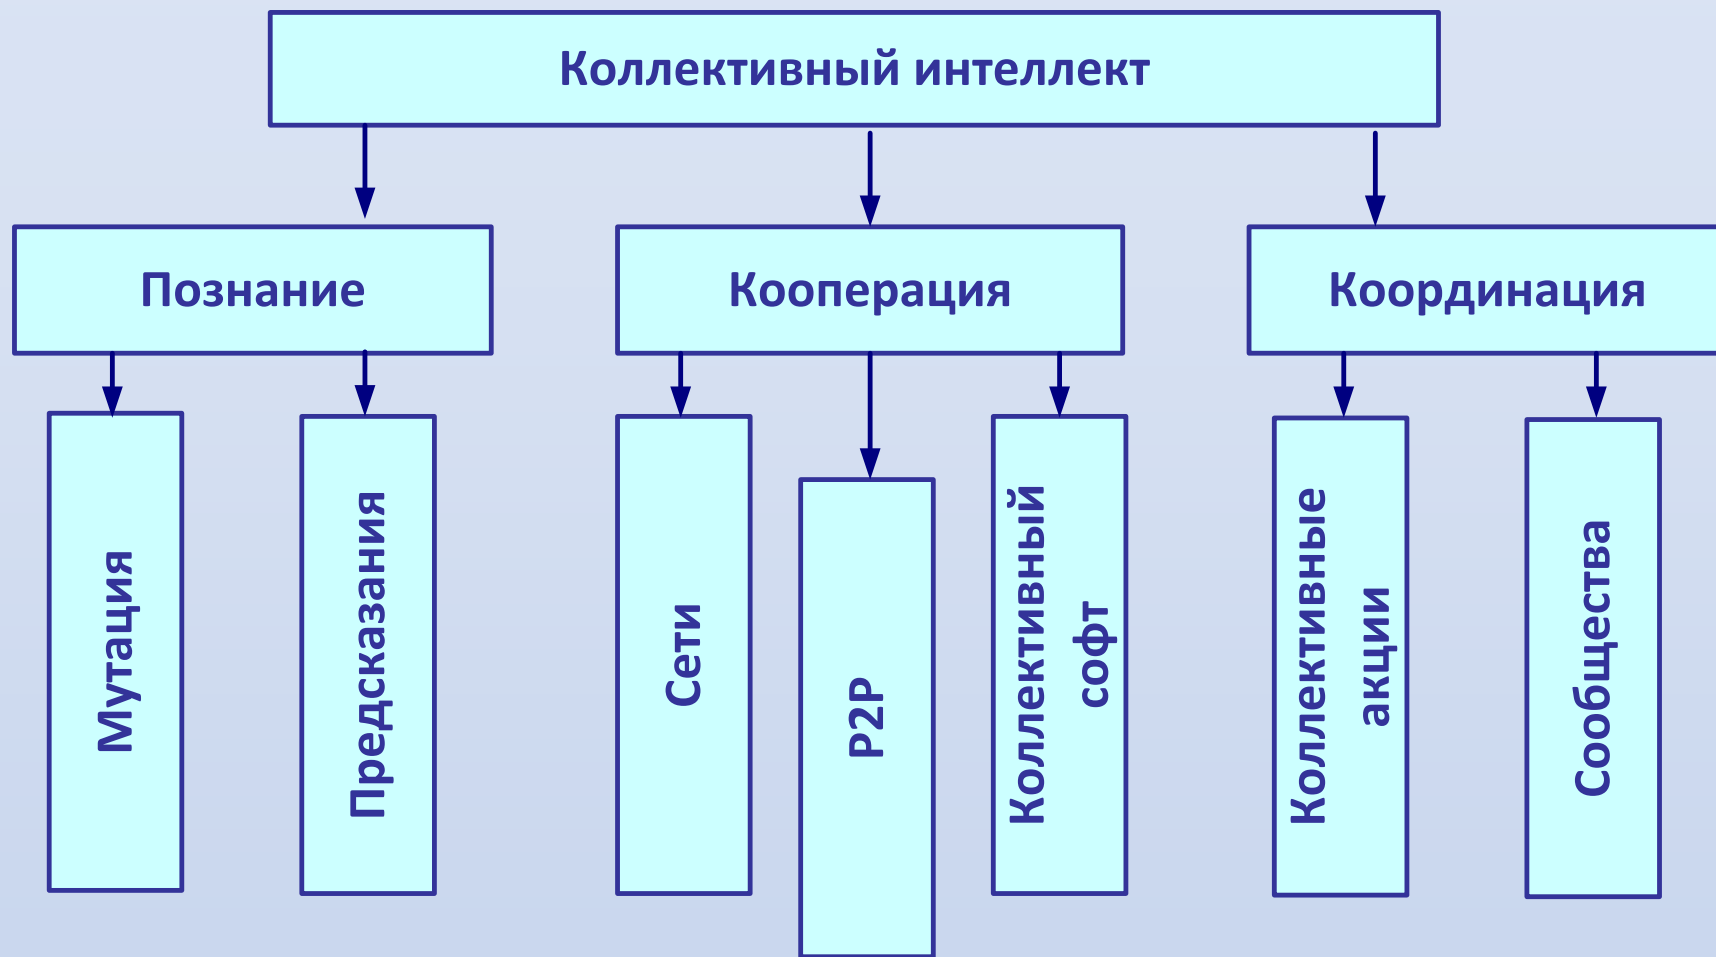 Коллективный интеллект
Познание
Кооперация
Координация
Мутация
Предсказания
Сети
P2P
Коллективный
софт
Коллективные
акции
Сообщества